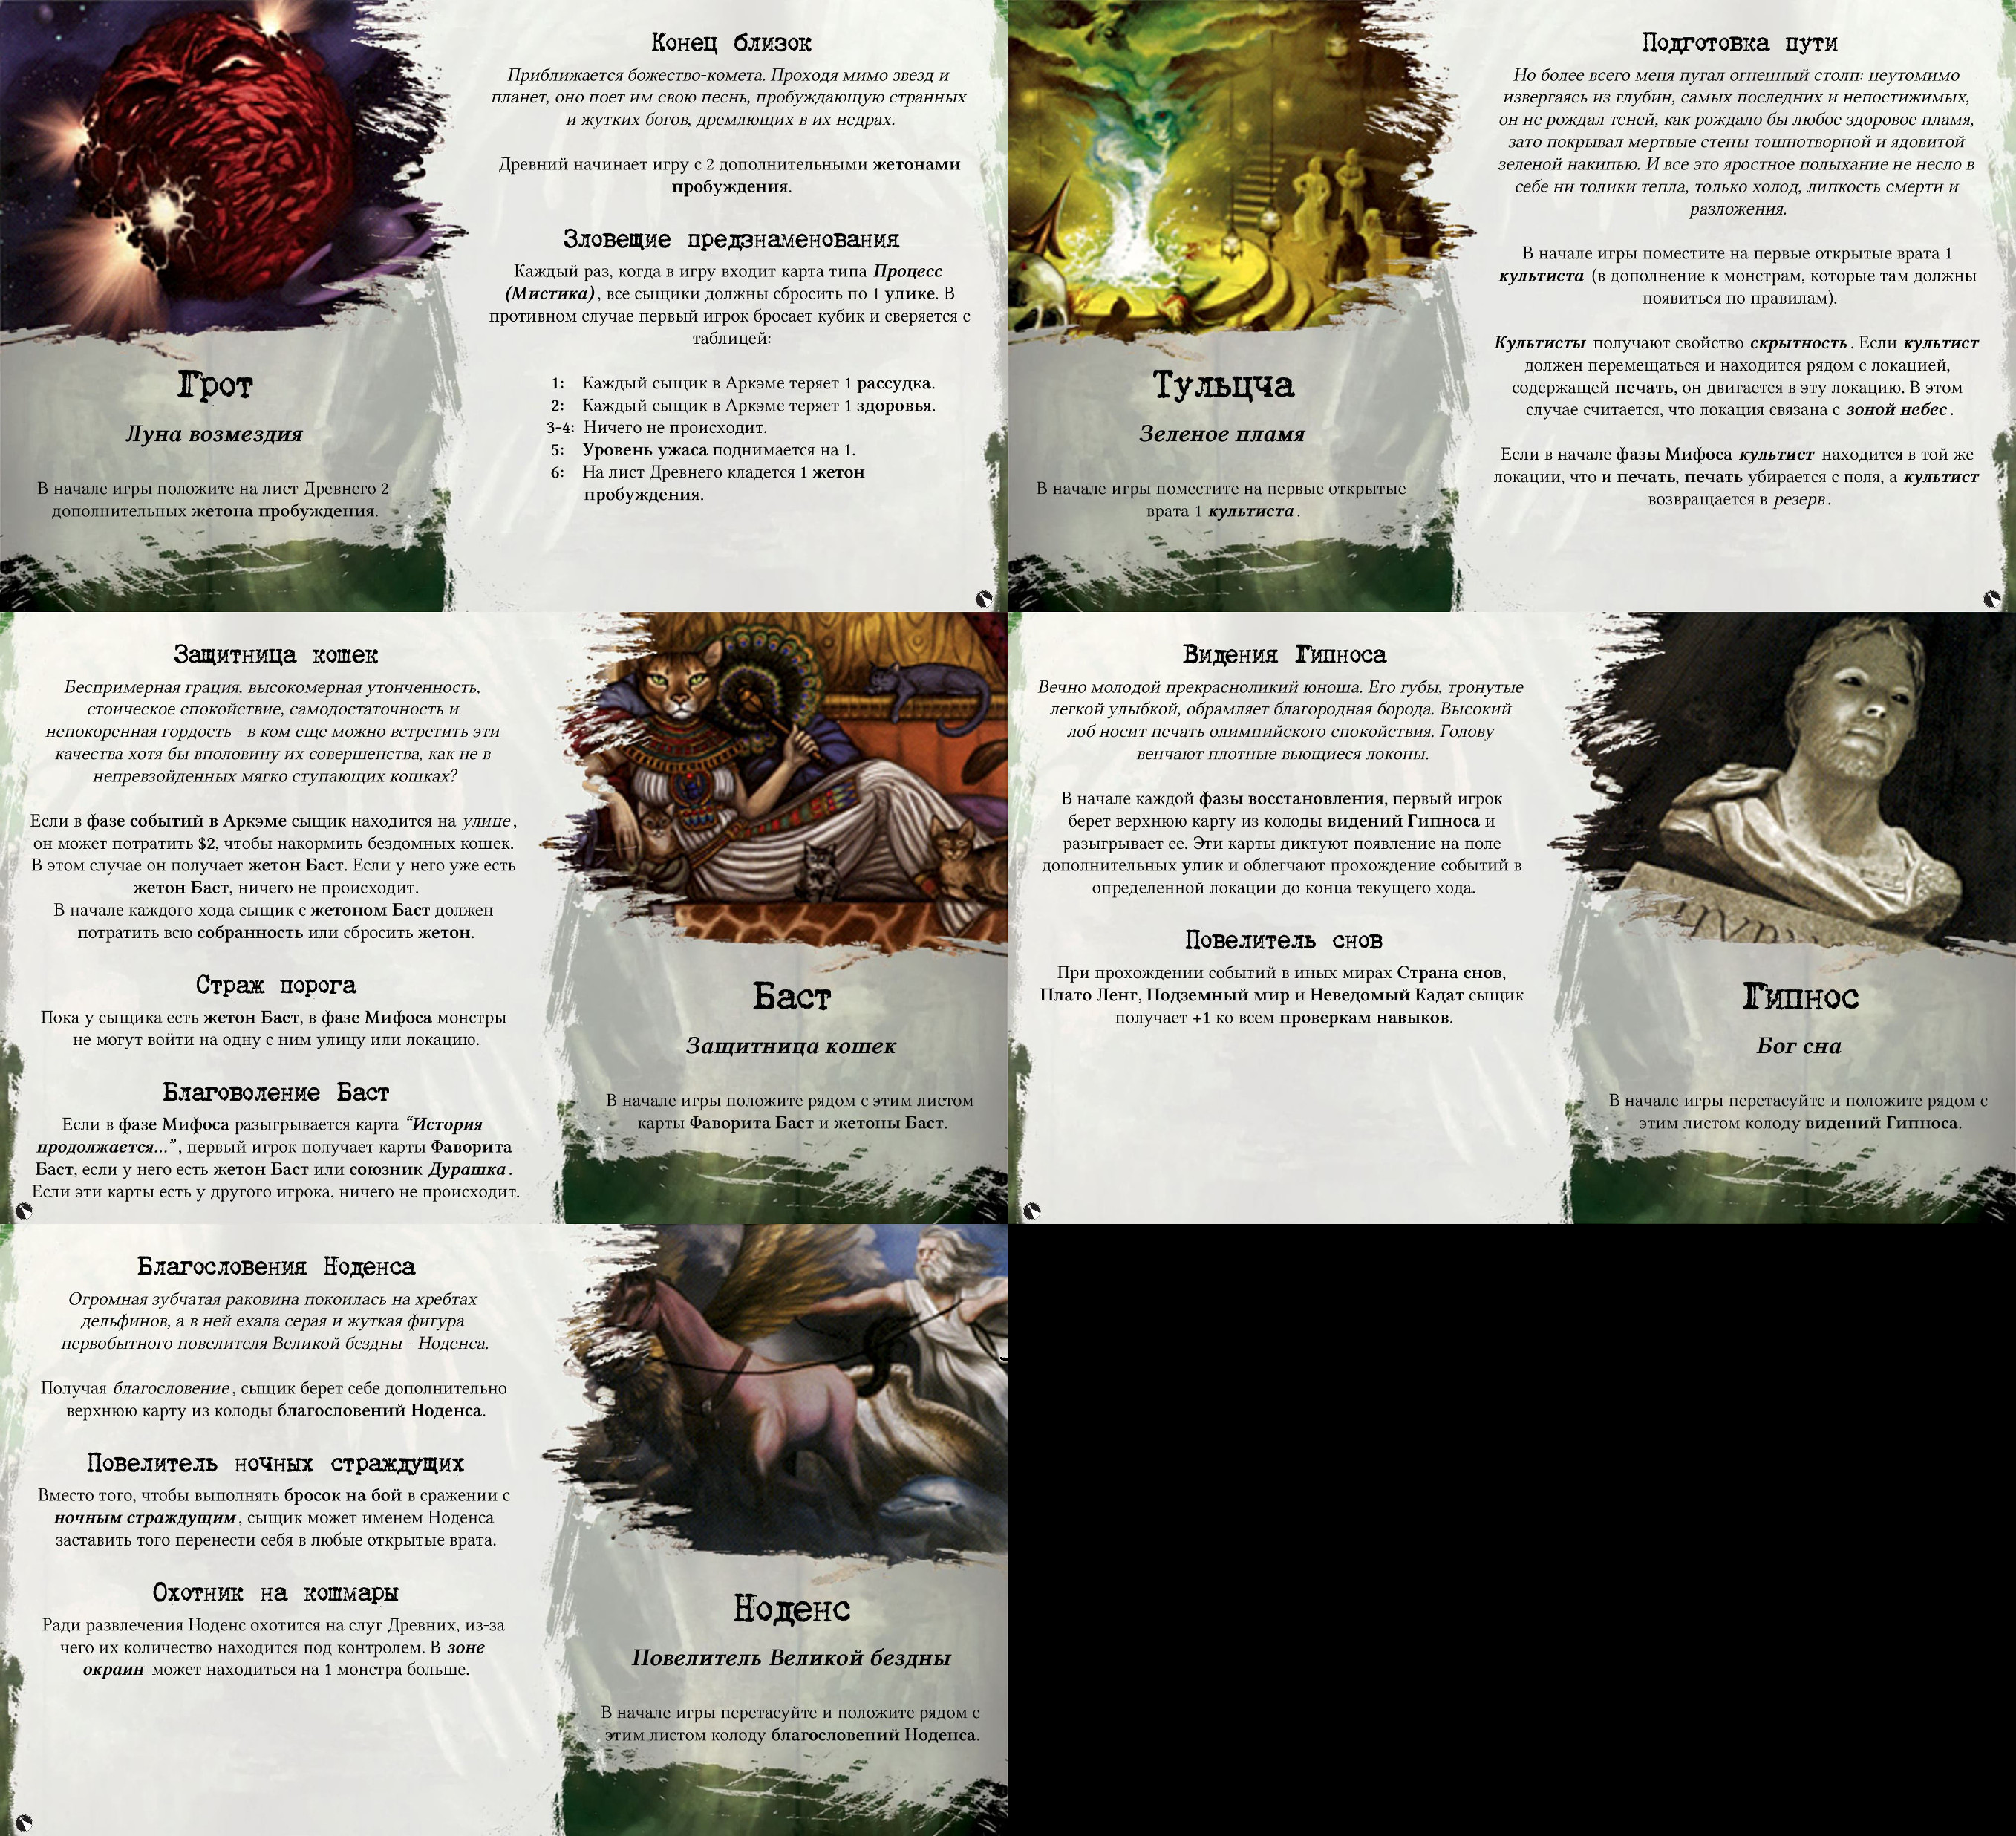 Грот
Луна возмездия
В начале игры положите на лист Древнего 2
дополнительных жетона пробуждения.
Конец близок
Приближается божество-комета. Проходя мимо звезд и
планет, оно поет им свою песнь, пробуждающую странных
и жутких богов, дремлющих в их недрах.
Древний начинает игру с 2 дополнительными жетонами
пробуждения.
Зловещие предзнаменования
Каждый раз, когда в игру входит карта типа Процесс
(Мистика), все сыщики должны сбросить по 1 улике. В
противном случае первый игрок бросает кубик и сверяется с
таблицей:
1: Каждый сыщик в Аркэме теряет 1 рассудка.
2: Каждый сыщик в Аркэме теряет 1 здоровья.
3-4: Ничего не происходит.
5: Уровень ужаса поднимается на 1.
6: На лист Древнего кладется 1 жетон
пробуждения.
Тульцча
Зеленое пламя
В начале игры поместите на первые открытые
врата 1 культиста.
Подготовка пути
Но более всего меня пугал огненный столп: неутомимо
извергаясь из глубин, самых последних и непостижимых,
он не рождал теней, как рождало бы любое здоровое пламя,
зато покрывал мертвые стены тошнотворной и ядовитой
зеленой накипью. И все это яростное полыхание не несло в
себе ни толики тепла, только холод, липкость смерти и
разложения.
В начале игры поместите на первые открытые врата 1
культиста (в дополнение к монстрам, которые там должны
появиться по правилам).
Культисты получают свойство скрытность. Если культист
должен перемещаться и находится рядом с локацией,
содержащей печать, он двигается в эту локацию. В этом
случае считается, что локация связана с зоной небес.
Если в начале фазы Мифоса культист находится в той же
локации, что и печать, печать убирается с поля, а культист
возвращается в резерв.
Защитница кошек
Беспримерная грация, высокомерная утонченность,
стоическое спокойствие, самодостаточность и
непокоренная гордость - в ком еще можно встретить эти
качества хотя бы вполовину их совершенства, как не в
непревзойденных мягко ступающих кошках?
Если в фазе событий в Аркэме сыщик находится на улице,
он может потратить $2, чтобы накормить бездомных кошек.
В этом случае он получает жетон Баст. Если у него уже есть
жетон Баст, ничего не происходит.
В начале каждого хода сыщик с жетоном Баст должен
потратить всю собранность или сбросить жетон.
Страж порога
Пока у сыщика есть жетон Баст, в фазе Мифоса монстры
не могут войти на одну с ним улицу или локацию.
Благоволение Баст
Если в фазе Мифоса разыгрывается карта “История
продолжается...”, первый игрок получает карты Фаворита
Баст, если у него есть жетон Баст или союзник Дурашка.
Если эти карты есть у другого игрока, ничего не происходит.
Баст
Защитница кошек
В начале игры положите рядом с этим листом
карты Фаворита Баст и жетоны Баст.
Видения Гипноса
Вечно молодой прекрасноликий юноша. Его губы, тронутые
легкой улыбкой, обрамляет благородная борода. Высокий
лоб носит печать олимпийского спокойствия. Голову
венчают плотные вьющиеся локоны.
В начале каждой фазы восстановления, первый игрок
берет верхнюю карту из колоды видений Гипноса и
разыгрывает ее. Эти карты диктуют появление на поле
дополнительных улик и облегчают прохождение событий в
определенной локации до конца текущего хода.
Повелитель снов
При прохождении событий в иных мирах Страна снов,
Плато Ленг, Подземный мир и Неведомый Кадат сыщик
получает +1 ко всем проверкам навыков.
Гипнос
Бог сна
В начале игры перетасуйте и положите рядом с
этим листом колоду видений Гипноса.
Благословения Ноденса
Огромная зубчатая раковина покоилась на хребтах
дельфинов, а в ней ехала серая и жуткая фигура
первобытного повелителя Великой бездны - Ноденса.
Получая благословение, сыщик берет себе дополнительно
верхнюю карту из колоды благословений Ноденса.
Повелитель ночных страждущих
Вместо того, чтобы выполнять бросок на бой в сражении с
ночным страждущим, сыщик может именем Ноденса
заставить того перенести себя в любые открытые врата.
Охотник на кошмары
Ради развлечения Ноденс охотится на слуг Древних, из-за
чего их количество находится под контролем. В зоне
окраин может находиться на 1 монстра больше.
Ноденс
Повелитель Великой бездны
В начале игры перетасуйте и положите рядом с
этим листом колоду благословений Ноденса.